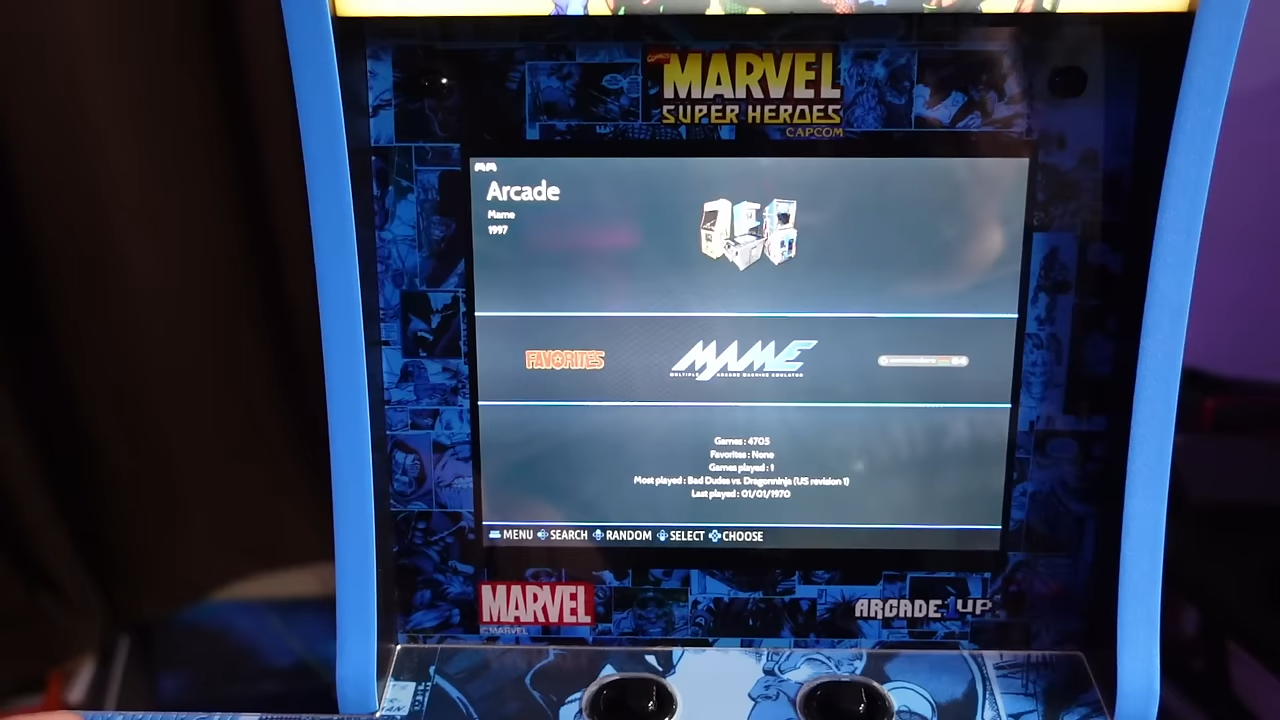 MARVEL
SUPER HEROES
CAPCOM
Arcade
Mame
1997
FAVORITES
MAME
MULTIPLE ARCADE MACHINE EMULATOR
Games : 4705
Favorites : None
Games played : 1
Most played : Bad Dudes vs. Dragonninja (US revision 1)
Last played : 01/01/1970
MENU SEARCH RANDOM SELECT CHOOSE
MARVEL
© MARVEL
ARCADE1UP